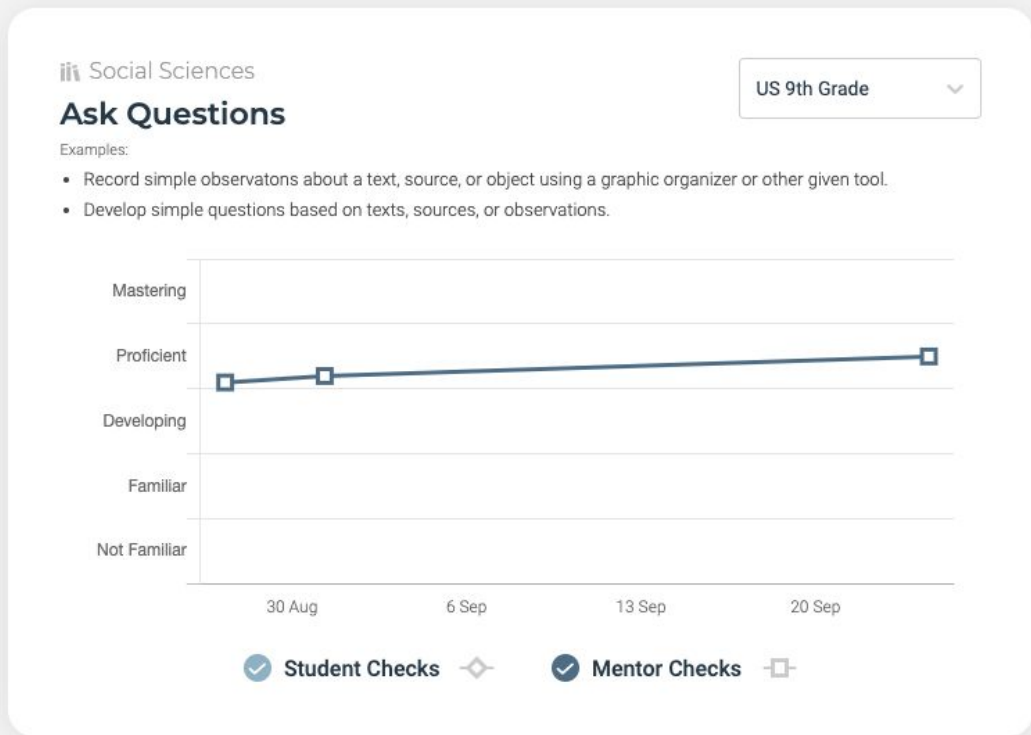 Social Sciences
US 9th Grade
Ask Questions
Examples:
• Record simple observatons about a text, source, or object using a graphic organizer or other given tool.
• Develop simple questions based on texts, sources, or observations.
Mastering
Proficient
Developing
Familiar
Not Familiar
30 Aug 6 Sep 13 Sep 20 Sep
Student Checks Mentor Checks